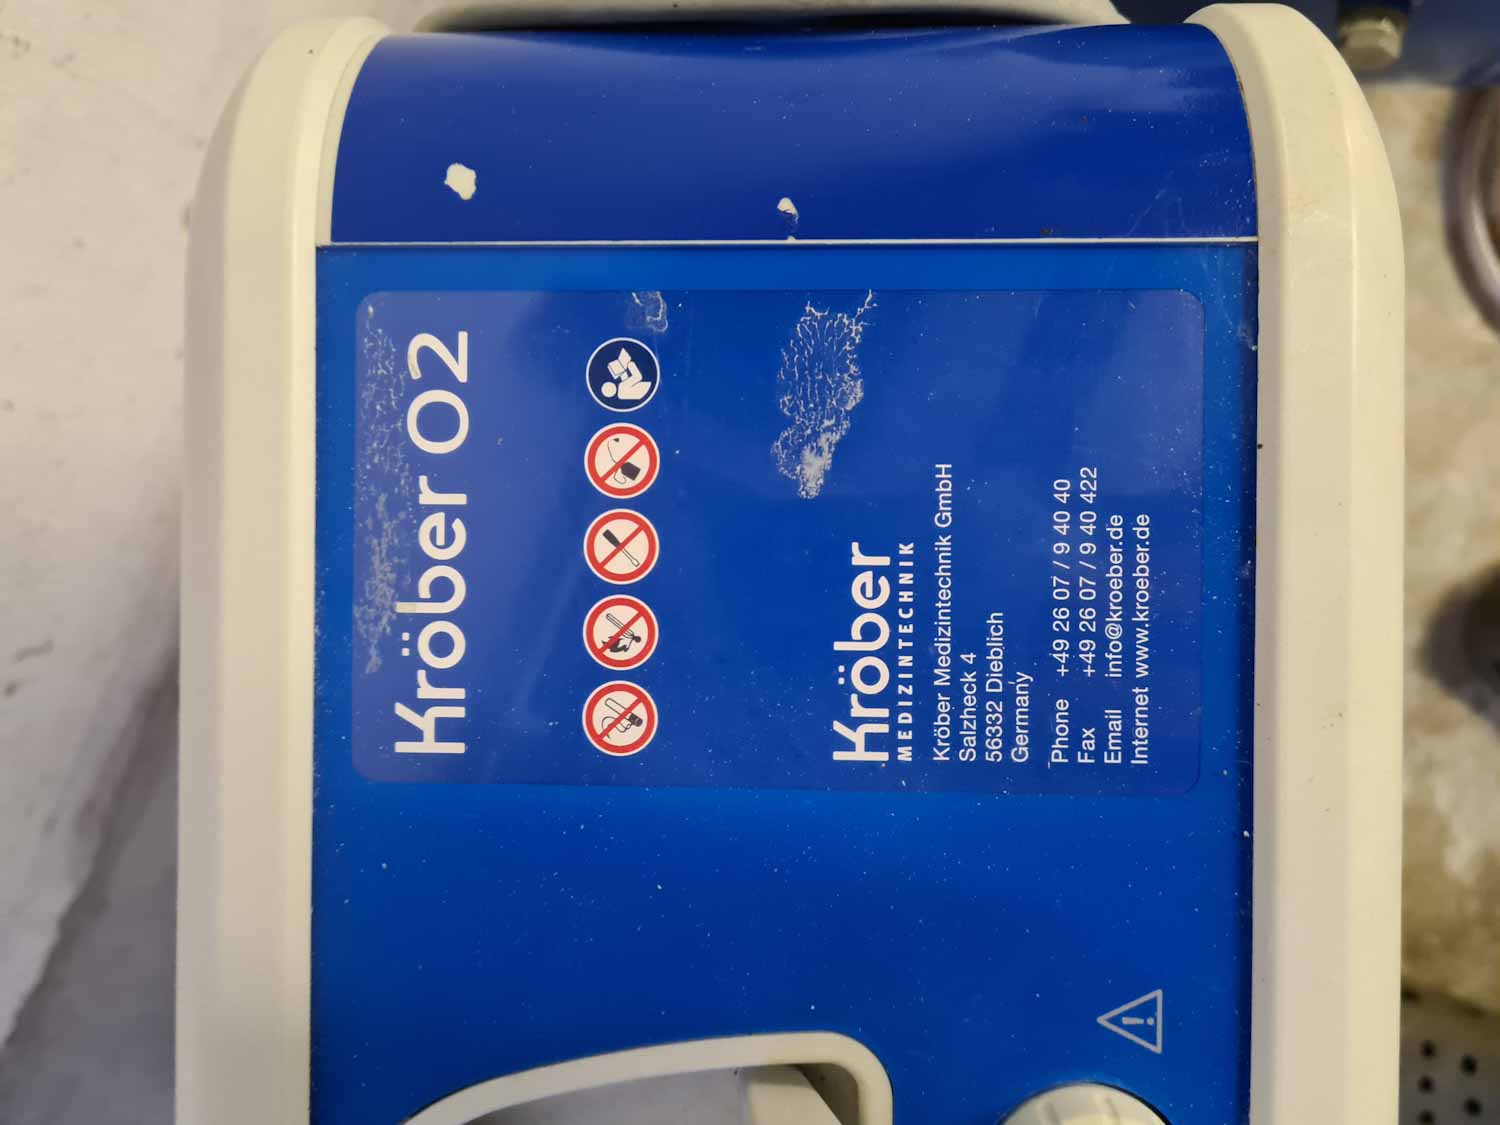 Kröber O2
Kröber
MEDIZINTECHNIK
Kröber Medizintechnik GmbH
Salzheck 4
56332 Dieblich
Germany
Phone +49 26 07 / 9 40 40
Fax +49 26 07 / 9 40 422
Email info@kroeber.de
Internet www.kroeber.de